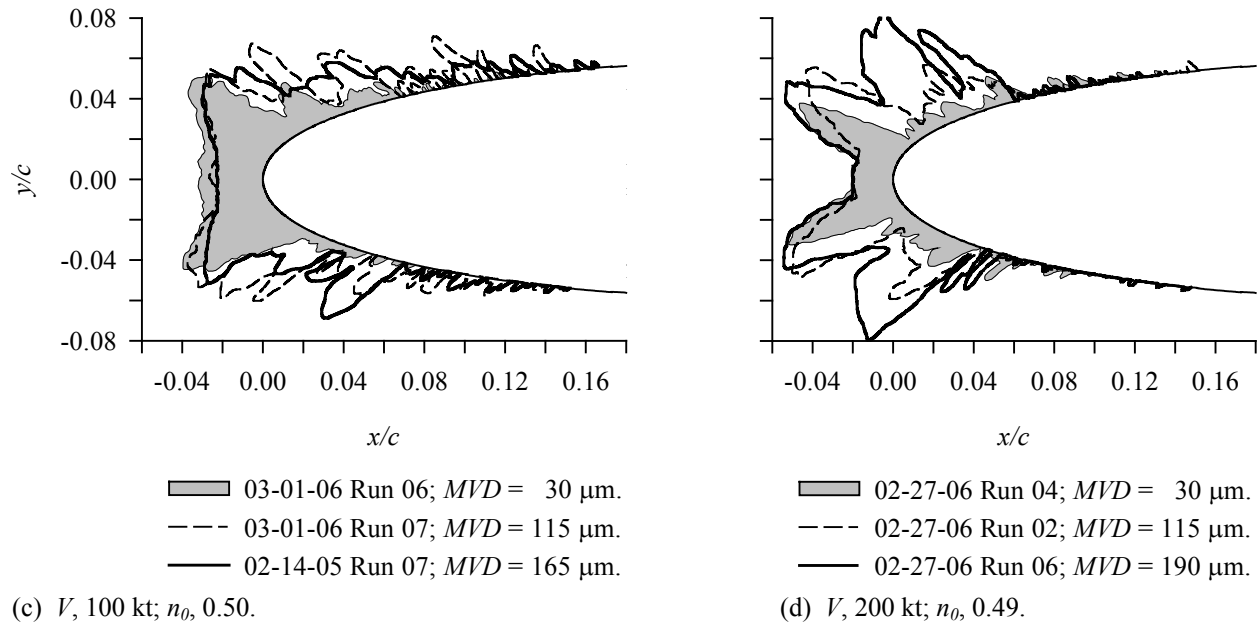 0.08
0.04
0.00
-0.04
-0.08
y/c
-0.04 0.00 0.04 0.08 0.12 0.16
x/c
03-01-06 Run 06; MVD = 30 μm.
03-01-06 Run 07; MVD = 115 μm.
02-14-05 Run 07; MVD = 165 μm.
(c) V, 100 kt; n0, 0.50.
-0.04 0.00 0.04 0.08 0.12 0.16
x/c
02-27-06 Run 04; MVD = 30 μm.
02-27-06 Run 02; MVD = 115 μm.
02-27-06 Run 06; MVD = 190 μm.
(d) V, 200 kt; n0, 0.49.